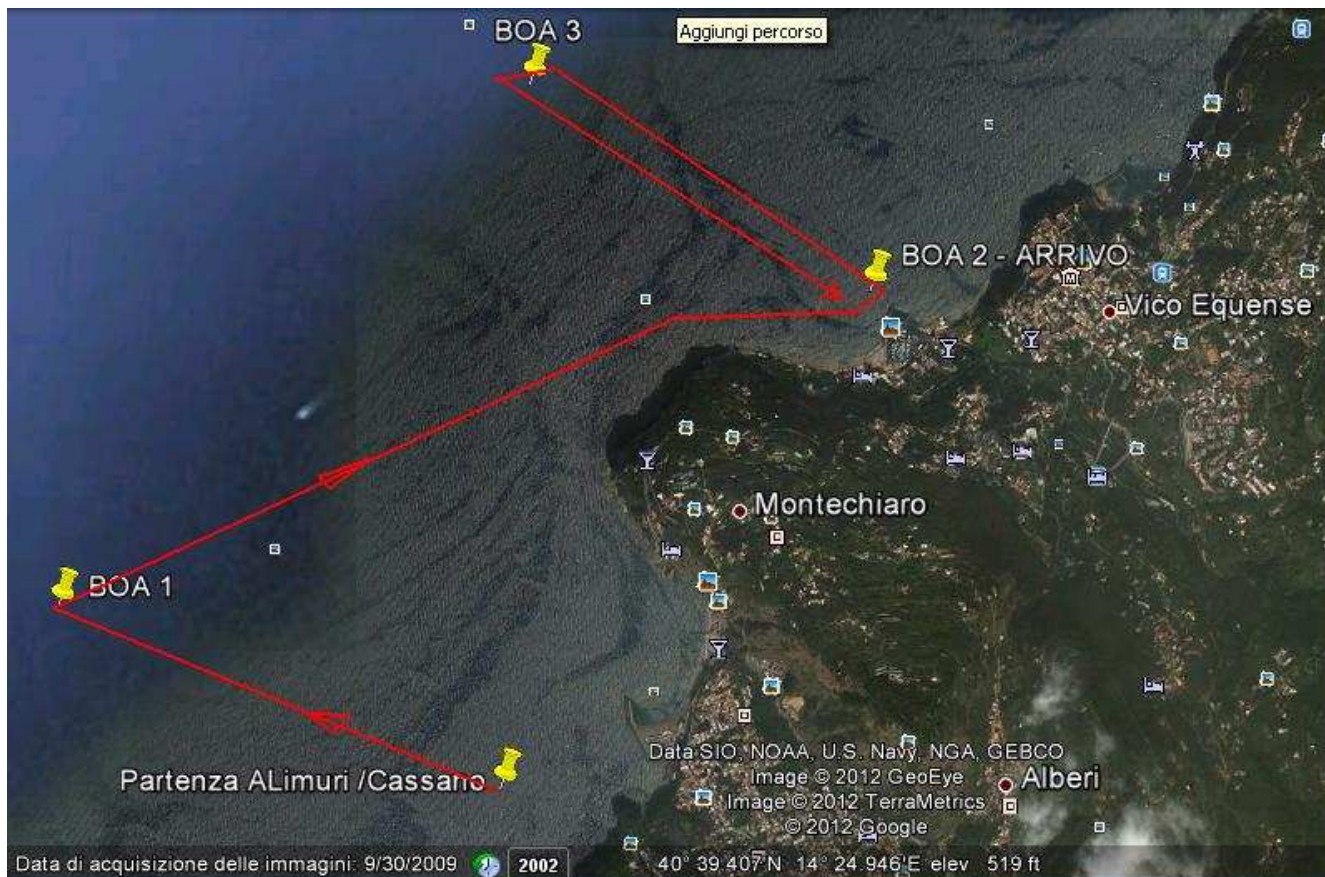 BOA 3
Aggiungi percorso
BOA 2 - ARRIVO
Vico Equense
Montechiaro
BOA 1
Partenza ALimuri /Cassano
Alberi
Data SIO, NOAA, U.S. Navy, NGA, GEBCO
Image © 2012 GeoEye
Image © 2012 TerraMetrics
© 2012 Google
Data di acquisizione delle immagini: 9/30/2009
2002
40° 39.407'N 14° 24.946'E elev 519 ft